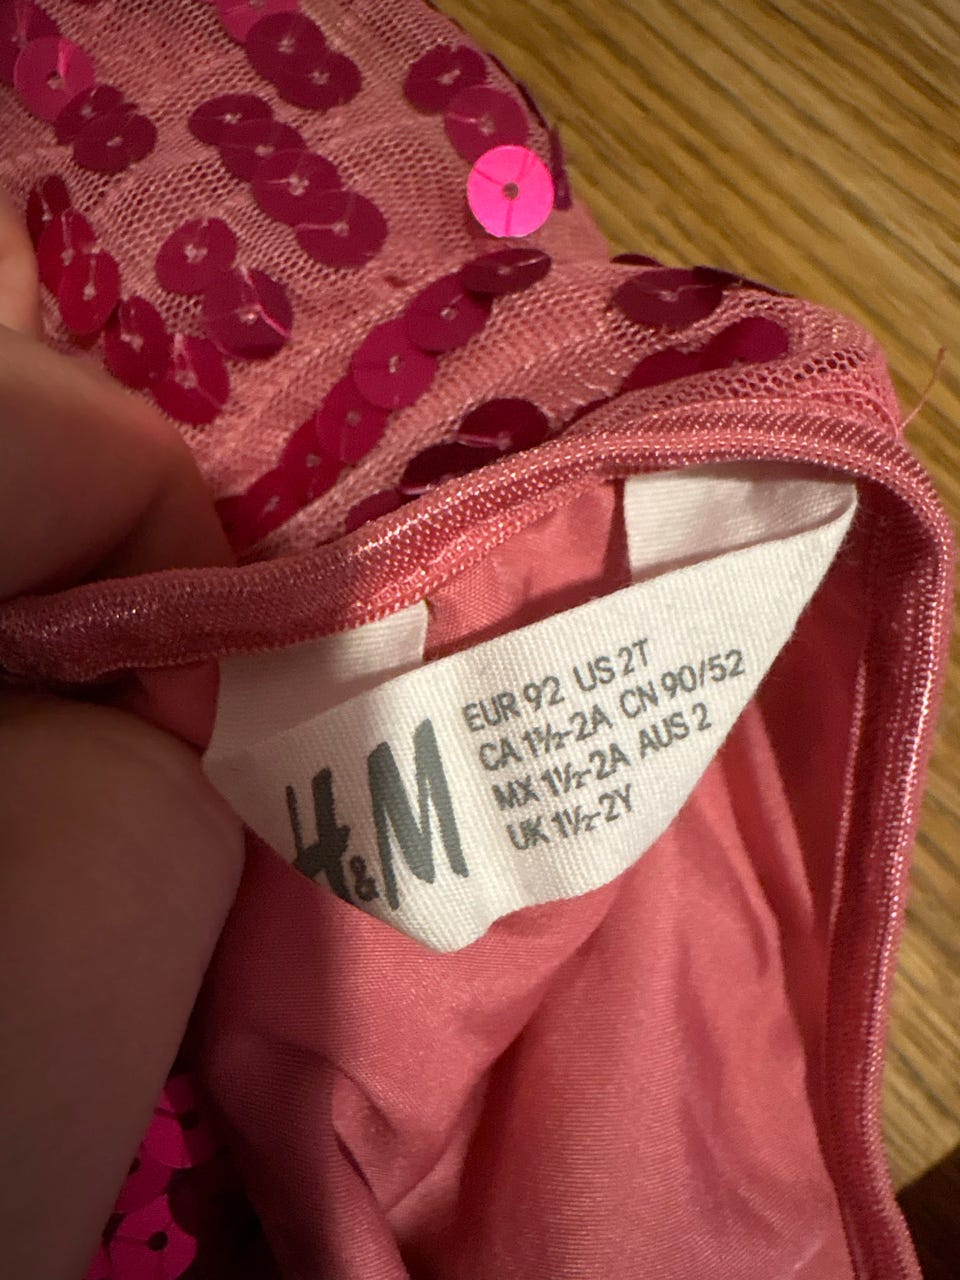 H&M
EUR 92 US 2T
CA 1½-2A CN 90/52
MX 1½-2A AUS 2
UK 1½-2Y